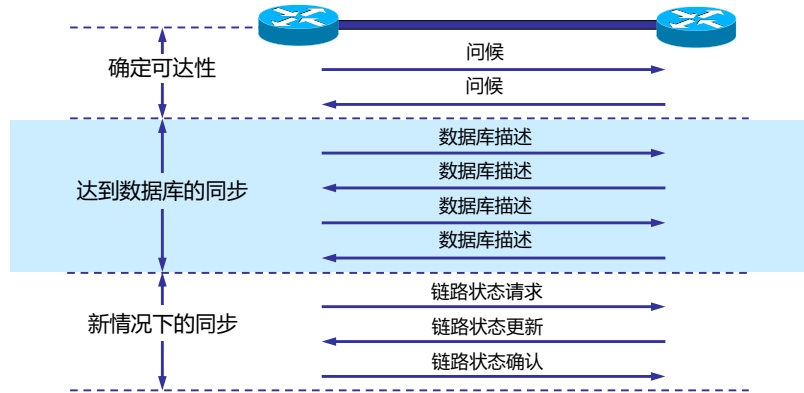 问候
确定可达性
问候
数据库描述
数据库描述
达到数据库的同步
数据库描述
数据库描述
链路状态请求
新情况下的同步
链路状态更新
链路状态确认